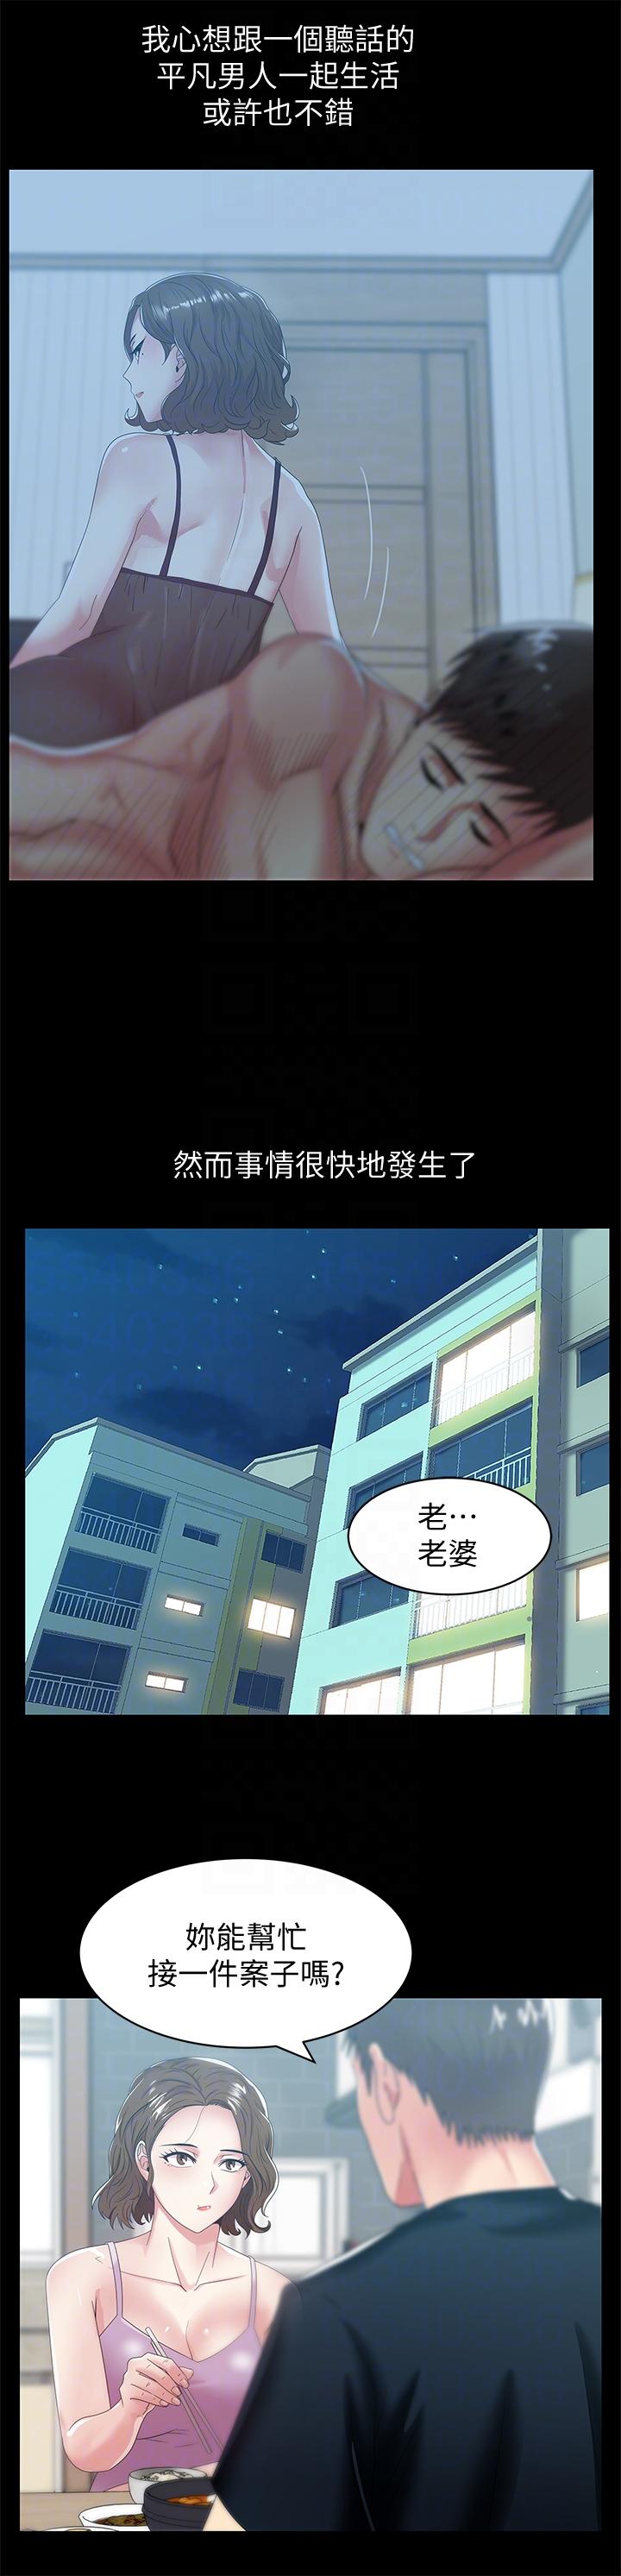 我心想跟一個聽話的
平凡男人一起生活
或許也不錯
然而事情很快地發生了
老…
老婆
妳能幫忙
接一件案子嗎?